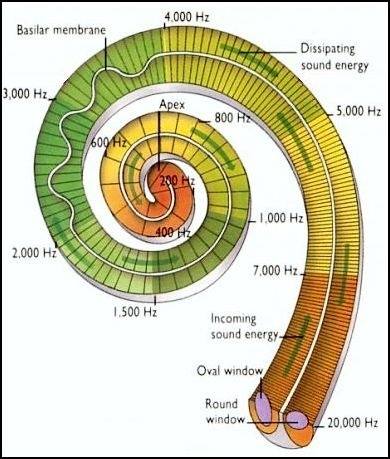 4,000 Hz
Basilar membrane
Dissipating
sound energy
3,000 Hz
Apex
5,000 Hz
800 Hz
600 Hz
200 Hz
1,000 Hz
400 Hz
2,000 Hz
7,000 Hz
1,500 Hz
Incoming
sound energy
Oval window
Round
window
20,000 Hz